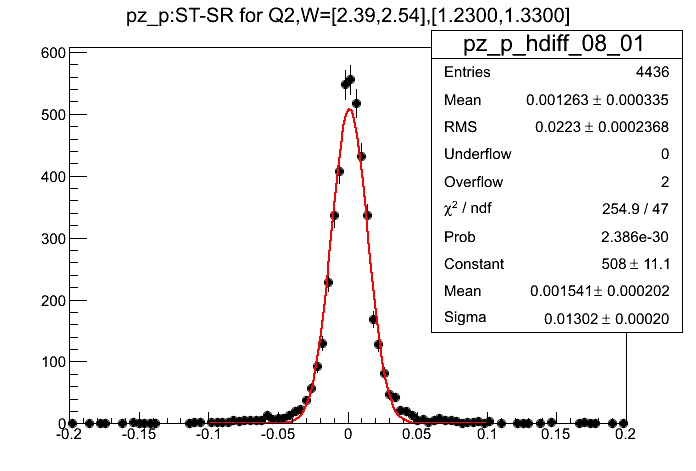 pz_p:ST-SR for Q2,W=[2.39,2.54],[1.2300,1.3300]
pz_p_hdiff_08_01
Entries 4436
Mean 0.001263 ± 0.000335
RMS 0.0223 ± 0.0002368
Underflow 0
Overflow 2
χ² / ndf 254.9 / 47
Prob 2.386e-30
Constant 508 ± 11.1
Mean 0.001541 ± 0.000202
Sigma 0.01302 ± 0.00020
600
500
400
300
200
100
0
-0.2 -0.15 -0.1 -0.05 0 0.05 0.1 0.15 0.2